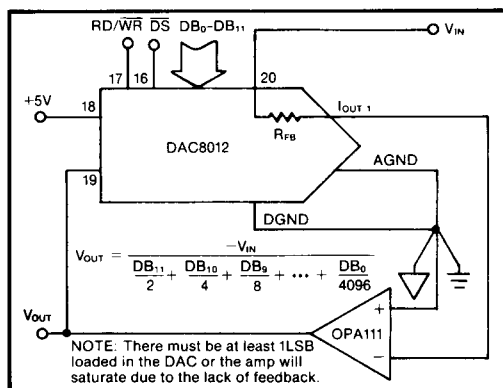 RD/WR DS DB0-DB11
VIN
17 16 20
+5V 18
IOUT 1
RFB
DAC8012
19
AGND
DGND
VOUT = -VIN
DB11/2 + DB10/4 + DB9/8 + ••• + DB0/4096
VOUT
+
OPA111
−
NOTE: There must be at least 1LSB
loaded in the DAC or the amp will
saturate due to the lack of feedback.